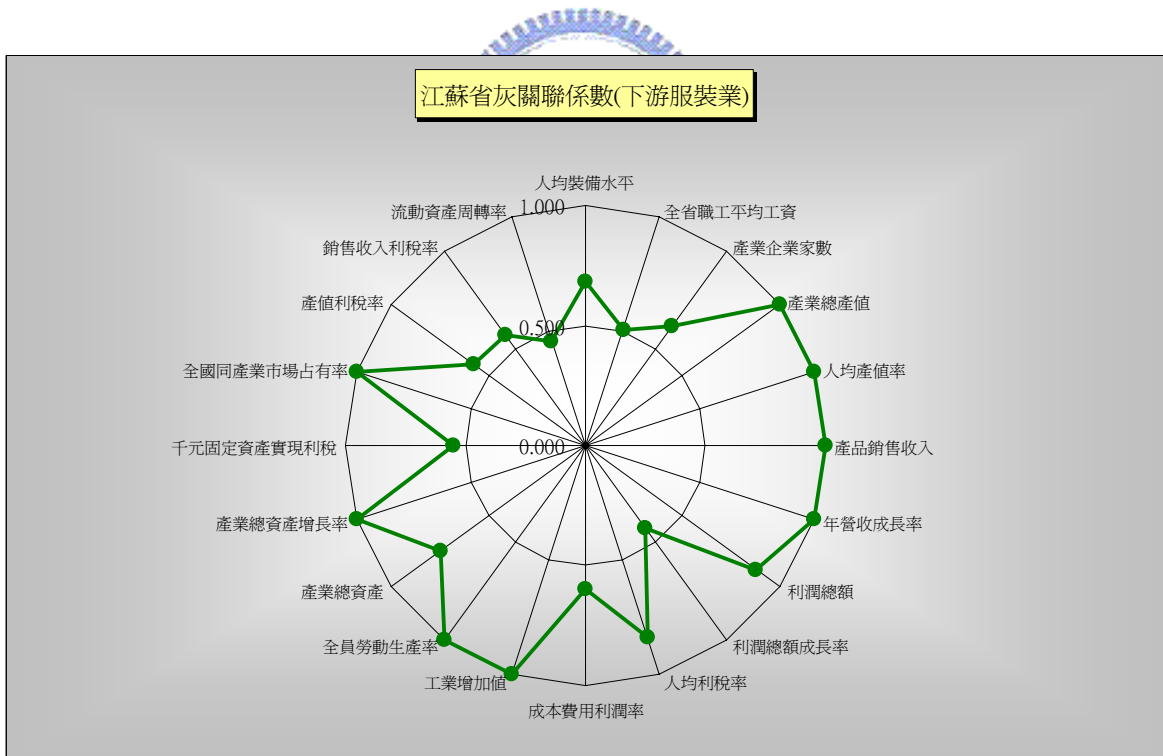 江蘇省灰關聯係數(下游服裝業)
人均裝備水平
全省職工平均工資
產業企業家數
產業總產值
人均產值率
產品銷售收入
年營收成長率
利潤總額
利潤總額成長率
人均利稅率
成本費用利潤率
工業增加值
全員勞動生產率
產業總資產
產業總資產增長率
千元固定資產實現利稅
全國同產業市場占有率
產值利稅率
銷售收入利稅率
流動資產周轉率
1.000
0.500
0.000